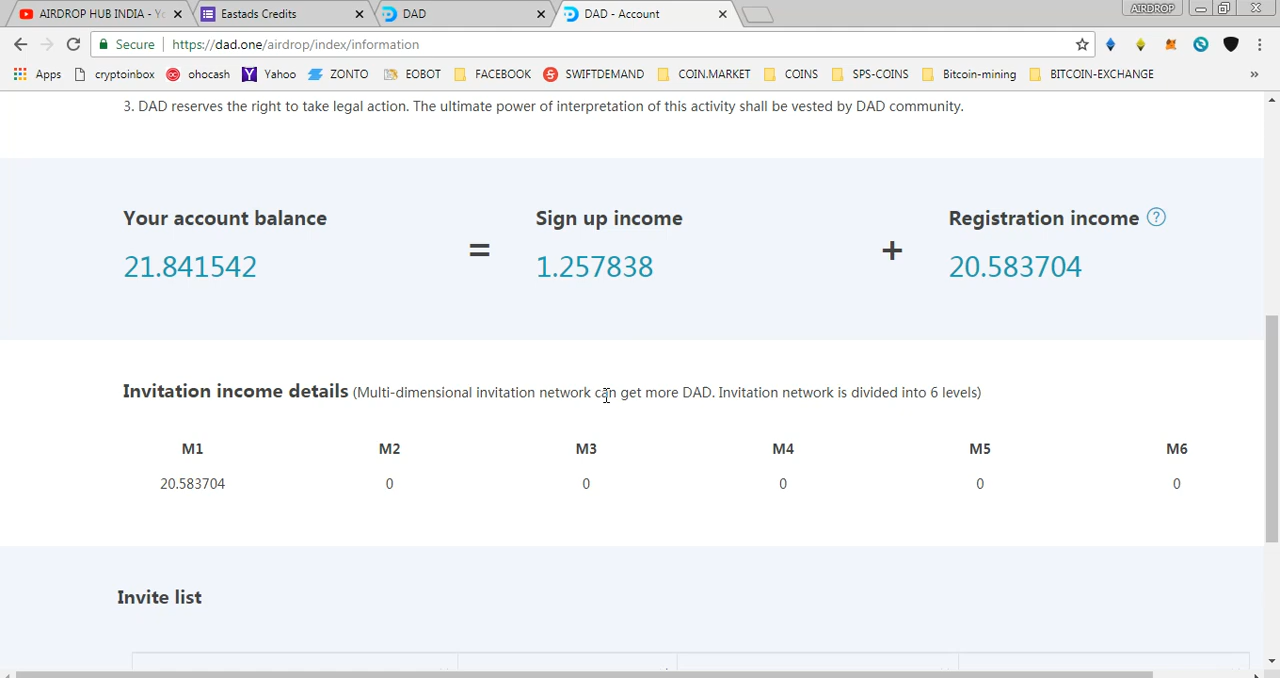 AIRDROP HUB INDIA - Y
Eastads Credits
DAD
DAD - Account
AIRDROP
Secure
https://dad.one/airdrop/index/information
Apps
cryptoinbox
ohocash
Yahoo
ZONTO
EOBOT
FACEBOOK
SWIFTDEMAND
COIN.MARKET
COINS
SPS-COINS
Bitcoin-mining
BITCOIN-EXCHANGE
»
3. DAD reserves the right to take legal action. The ultimate power of interpretation of this activity shall be vested by DAD community.
Your account balance
Sign up income
Registration income ?
21.841542
=
1.257838
+
20.583704
Invitation income details (Multi-dimensional invitation network can get more DAD. Invitation network is divided into 6 levels)
M1 M2 M3 M4 M5 M6
20.583704 0 0 0 0 0
Invite list